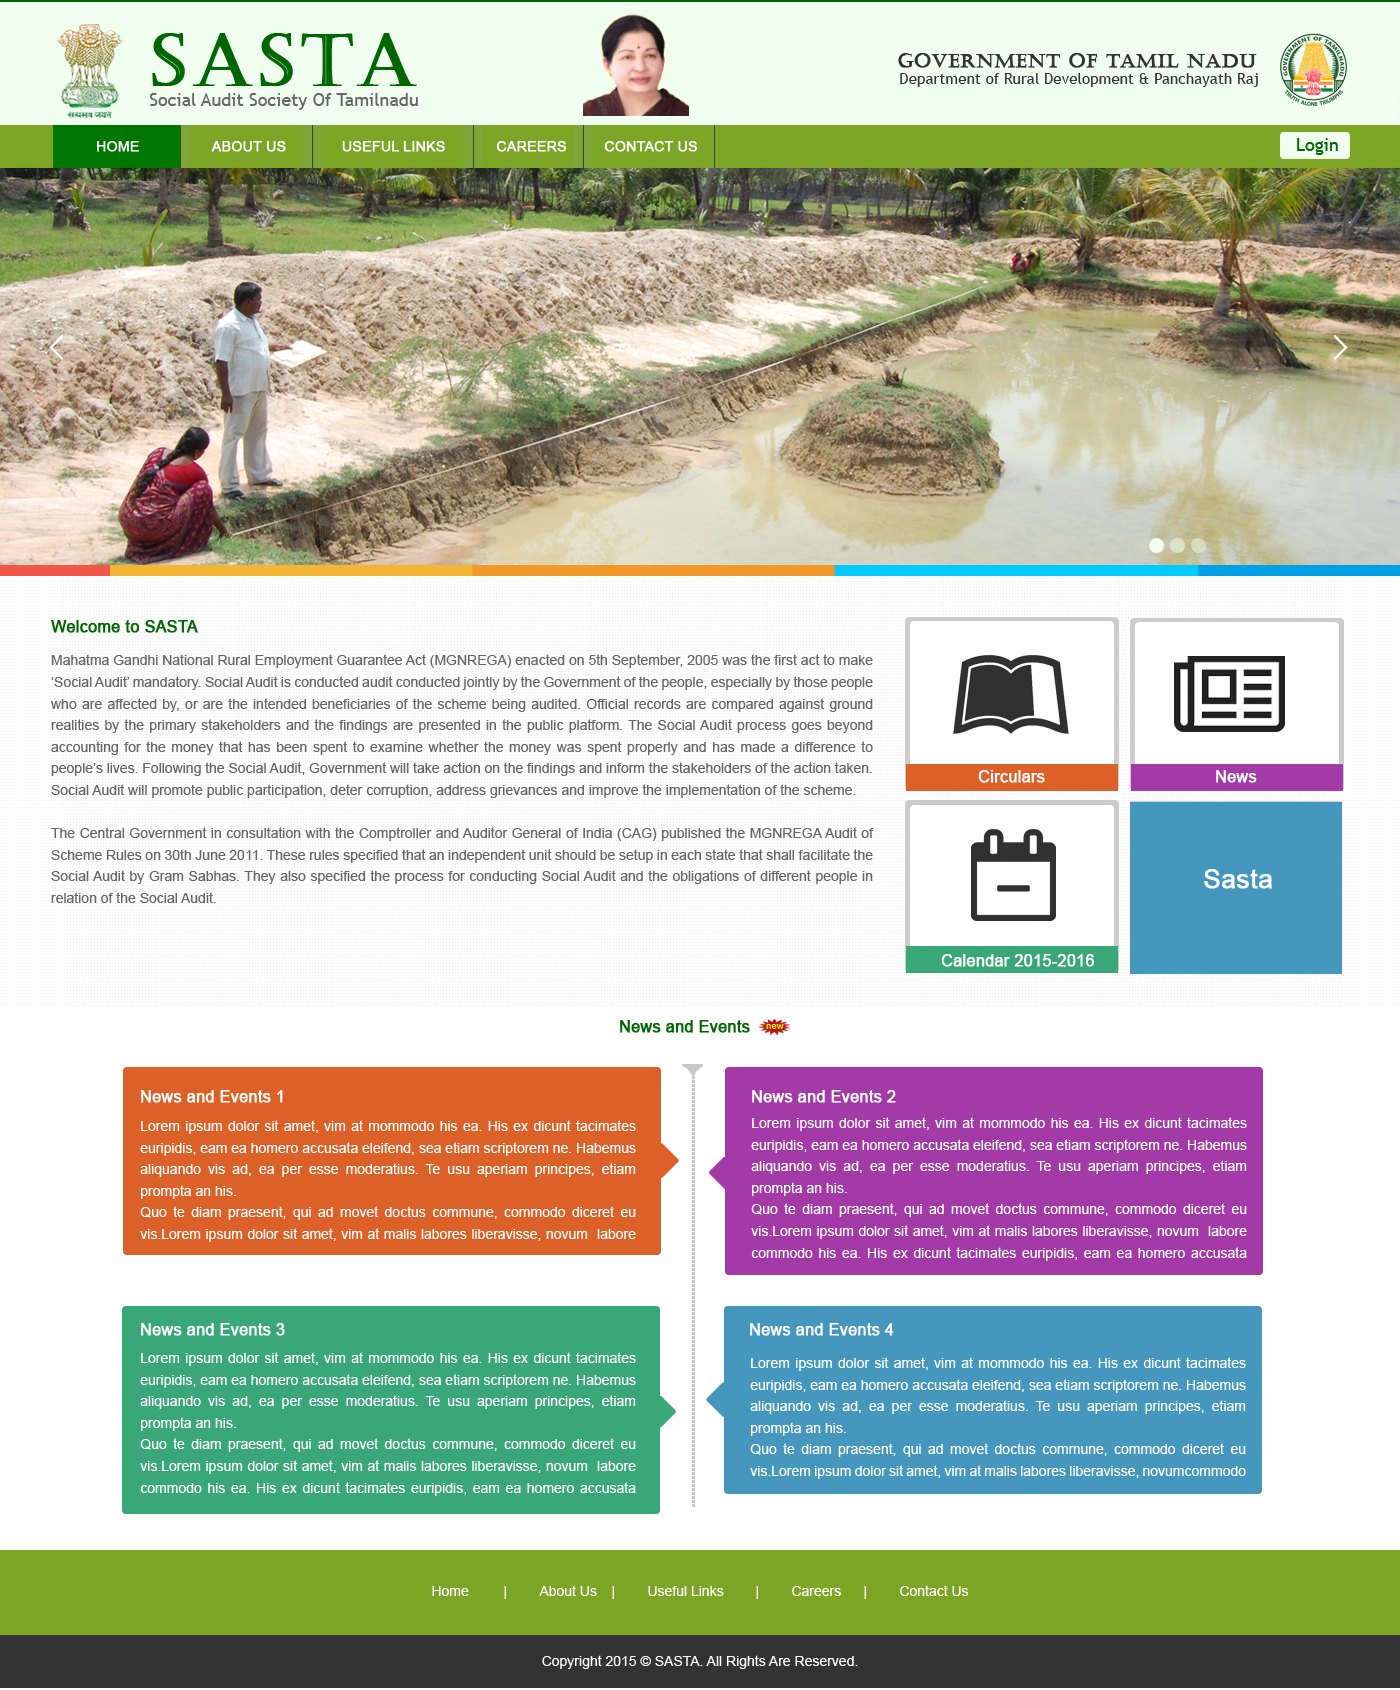 SASTA
Social Audit Society Of Tamilnadu
सत्यमेव जयते
GOVERNMENT OF TAMIL NADU
Department of Rural Development & Panchayath Raj
GOVERNMENT OF TAMILNADU
TRUTH ALONE TRIUMPHS
HOME
ABOUT US
USEFUL LINKS
CAREERS
CONTACT US
Login
Welcome to SASTA
Mahatma Gandhi National Rural Employment Guarantee Act (MGNREGA) enacted on 5th September, 2005 was the first act to make
‘Social Audit’ mandatory. Social Audit is conducted audit conducted jointly by the Government of the people, especially by those people
who are affected by, or are the intended beneficiaries of the scheme being audited. Official records are compared against ground
realities by the primary stakeholders and the findings are presented in the public platform. The Social Audit process goes beyond
accounting for the money that has been spent to examine whether the money was spent properly and has made a difference to
people’s lives. Following the Social Audit, Government will take action on the findings and inform the stakeholders of the action taken.
Social Audit will promote public participation, deter corruption, address grievances and improve the implementation of the scheme.
The Central Government in consultation with the Comptroller and Auditor General of India (CAG) published the MGNREGA Audit of
Scheme Rules on 30th June 2011. These rules specified that an independent unit should be setup in each state that shall facilitate the
Social Audit by Gram Sabhas. They also specified the process for conducting Social Audit and the obligations of different people in
relation of the Social Audit.
Circulars
News
Calendar 2015-2016
Sasta
News and Events new
News and Events 1
Lorem ipsum dolor sit amet, vim at mommodo his ea. His ex dicunt tacimates
euripidis, eam ea homero accusata eleifend, sea etiam scriptorem ne. Habemus
aliquando vis ad, ea per esse moderatius. Te usu aperiam principes, etiam
prompta an his.
Quo te diam praesent, qui ad movet doctus commune, commodo diceret eu
vis.Lorem ipsum dolor sit amet, vim at malis labores liberavisse, novum labore
News and Events 2
Lorem ipsum dolor sit amet, vim at mommodo his ea. His ex dicunt tacimates
euripidis, eam ea homero accusata eleifend, sea etiam scriptorem ne. Habemus
aliquando vis ad, ea per esse moderatius. Te usu aperiam principes, etiam
prompta an his.
Quo te diam praesent, qui ad movet doctus commune, commodo diceret eu
vis.Lorem ipsum dolor sit amet, vim at malis labores liberavisse, novum labore
commodo his ea. His ex dicunt tacimates euripidis, eam ea homero accusata
News and Events 3
Lorem ipsum dolor sit amet, vim at mommodo his ea. His ex dicunt tacimates
euripidis, eam ea homero accusata eleifend, sea etiam scriptorem ne. Habemus
aliquando vis ad, ea per esse moderatius. Te usu aperiam principes, etiam
prompta an his.
Quo te diam praesent, qui ad movet doctus commune, commodo diceret eu
vis.Lorem ipsum dolor sit amet, vim at malis labores liberavisse, novum labore
commodo his ea. His ex dicunt tacimates euripidis, eam ea homero accusata
News and Events 4
Lorem ipsum dolor sit amet, vim at mommodo his ea. His ex dicunt tacimates
euripidis, eam ea homero accusata eleifend, sea etiam scriptorem ne. Habemus
aliquando vis ad, ea per esse moderatius. Te usu aperiam principes, etiam
prompta an his.
Quo te diam praesent, qui ad movet doctus commune, commodo diceret eu
vis.Lorem ipsum dolor sit amet, vim at malis labores liberavisse, novumcommodo
Home | About Us | Useful Links | Careers | Contact Us
Copyright 2015 © SASTA. All Rights Are Reserved.